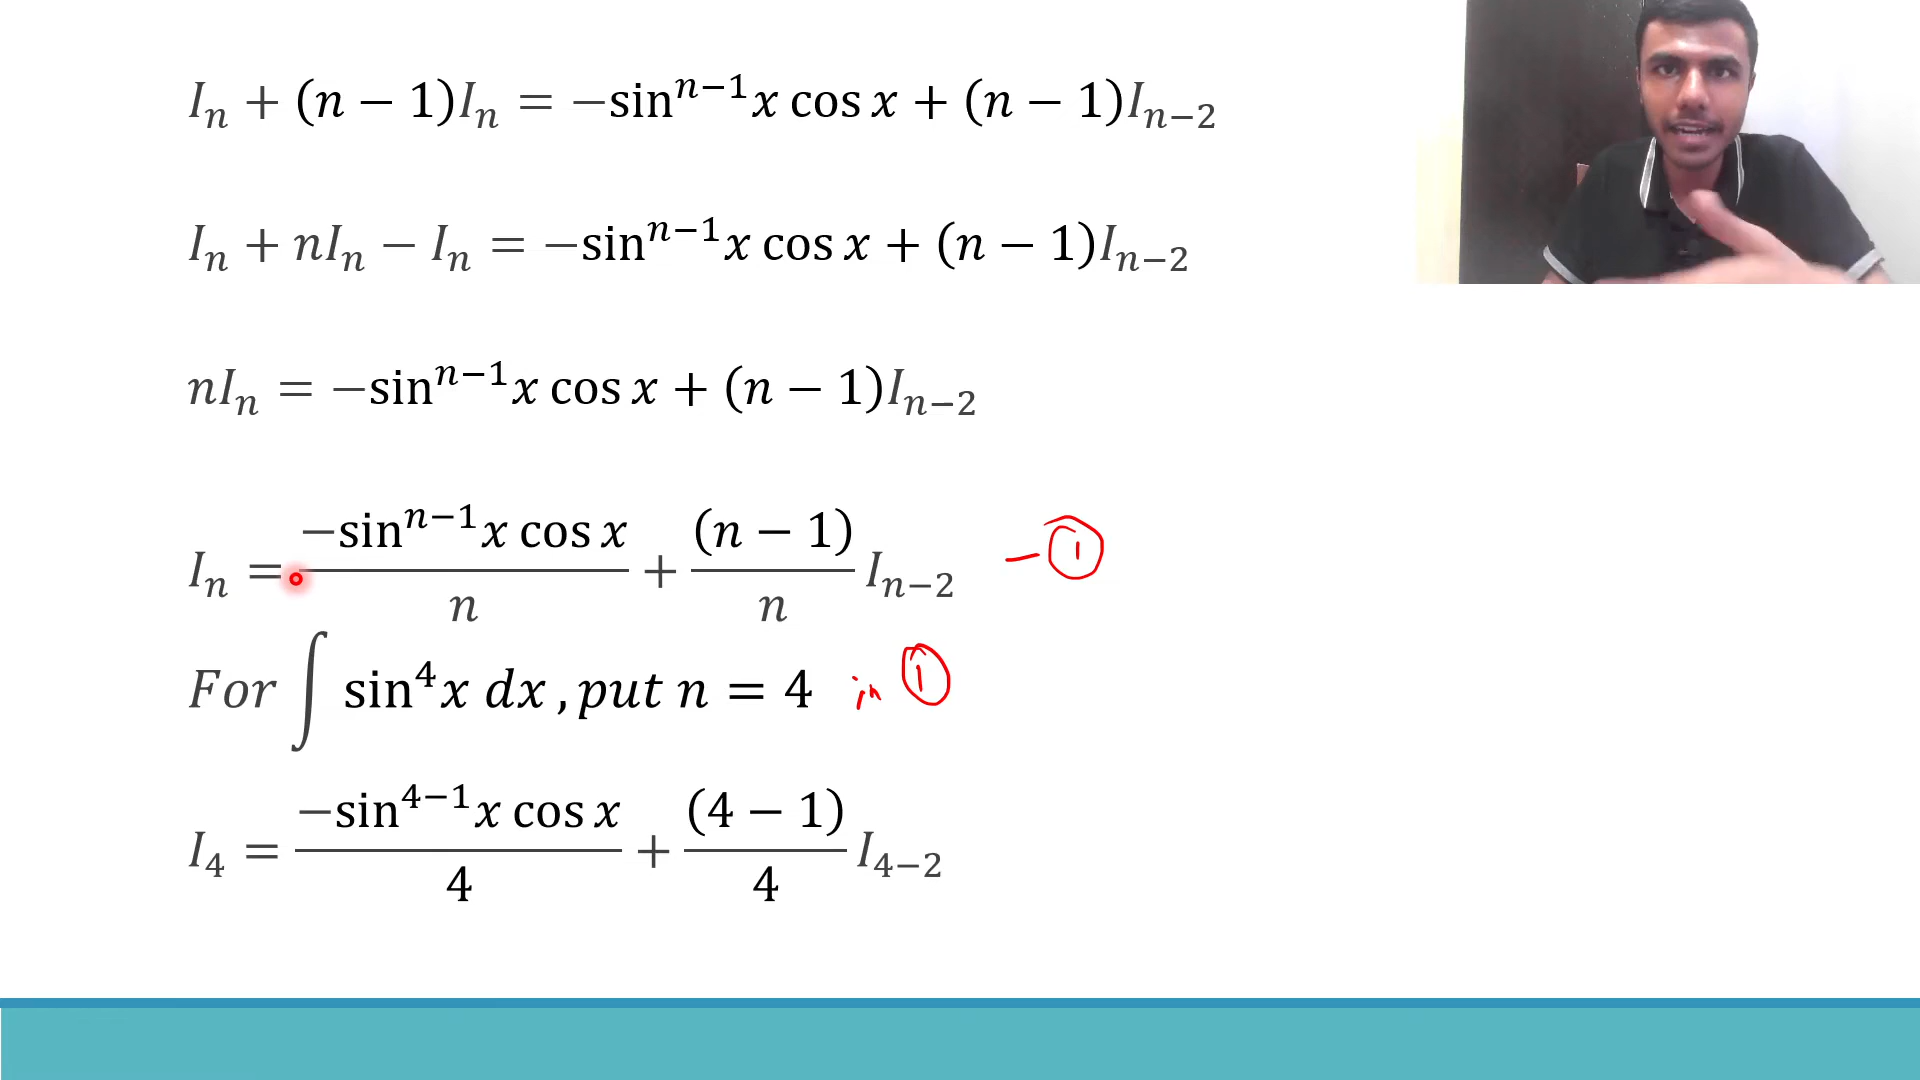 Iₙ + (n − 1)Iₙ = −sinⁿ⁻¹x cos x + (n − 1)Iₙ₋₂
Iₙ + nIₙ − Iₙ = −sinⁿ⁻¹x cos x + (n − 1)Iₙ₋₂
nIₙ = −sinⁿ⁻¹x cos x + (n − 1)Iₙ₋₂
Iₙ = (−sinⁿ⁻¹x cos x)/n + ((n − 1)/n) Iₙ₋₂ — ①
For ∫ sin⁴x dx , put n = 4 in ①
I₄ = (−sin⁴⁻¹x cos x)/4 + ((4 − 1)/4) I₄₋₂